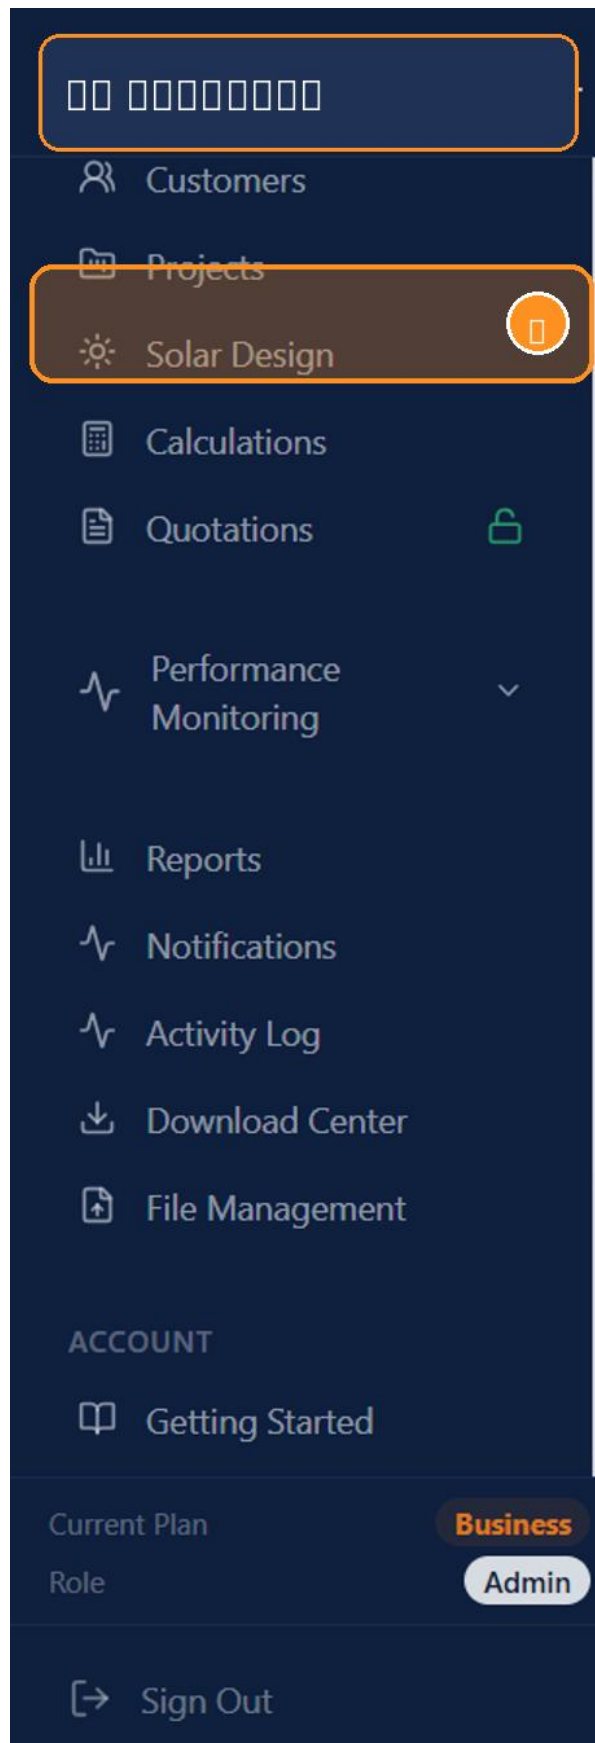 Customers
Projects
Solar Design
Calculations
Quotations
Performance
Monitoring
Reports
Notifications
Activity Log
Download Center
File Management
ACCOUNT
Getting Started
Current Plan
Business
Role
Admin
Sign Out